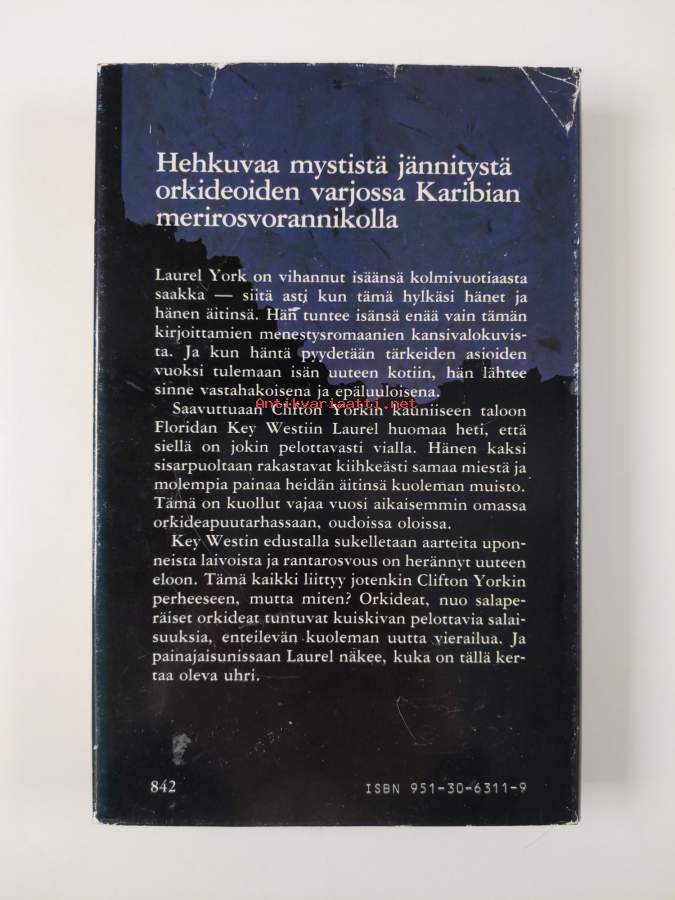 Hehkuvaa mystistä jännitystä
orkideoiden varjossa Karibian
merirosvorannikolla
Laurel York on vihannut isäänsä kolmivuotiaasta
saakka — siitä asti kun tämä hylkäsi hänet ja
hänen äitinsä. Hän tuntee isänsä enää vain tämän
kirjoittamien menestysromaanien kansivalokuvis-
ta. Ja kun häntä pyydetään tärkeiden asioiden
vuoksi tulemaan isän uuteen kotiin, hän lähtee
sinne vastahakoisena ja epäluuloisena.
Antikvariaatti.net
Saavuttuaan Clifton Yorkin kauniiseen taloon
Floridan Key Westiin Laurel huomaa heti, että
siellä on jokin pelottavasti vialla. Hänen kaksi
sisarpuoltaan rakastavat kiihkeästi samaa miestä ja
molempia painaa heidän äitinsä kuoleman muisto.
Tämä on kuollut vajaa vuosi aikaisemmin omassa
orkideapuutarhassaan, oudoissa oloissa.
Key Westin edustalla sukelletaan aarteita upon-
neista laivoista ja rantarosvous on herännyt uuteen
eloon. Tämä kaikki liittyy jotenkin Clifton Yorkin
perheeseen, mutta miten? Orkideat, nuo salape-
räiset orkideat tuntuvat kuiskivan pelottavia salai-
suuksia, enteilevän kuoleman uutta vierailua. Ja
painajaisunissaan Laurel näkee, kuka on tällä ker-
taa oleva uhri.
842
ISBN 951-30-6311-9